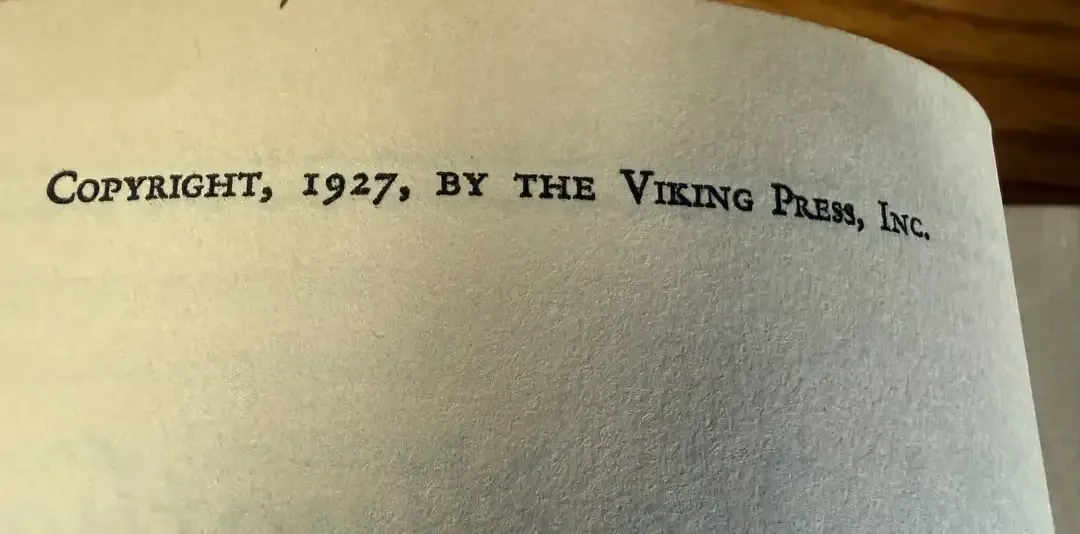 Copyright, 1927, by The Viking Press, Inc.